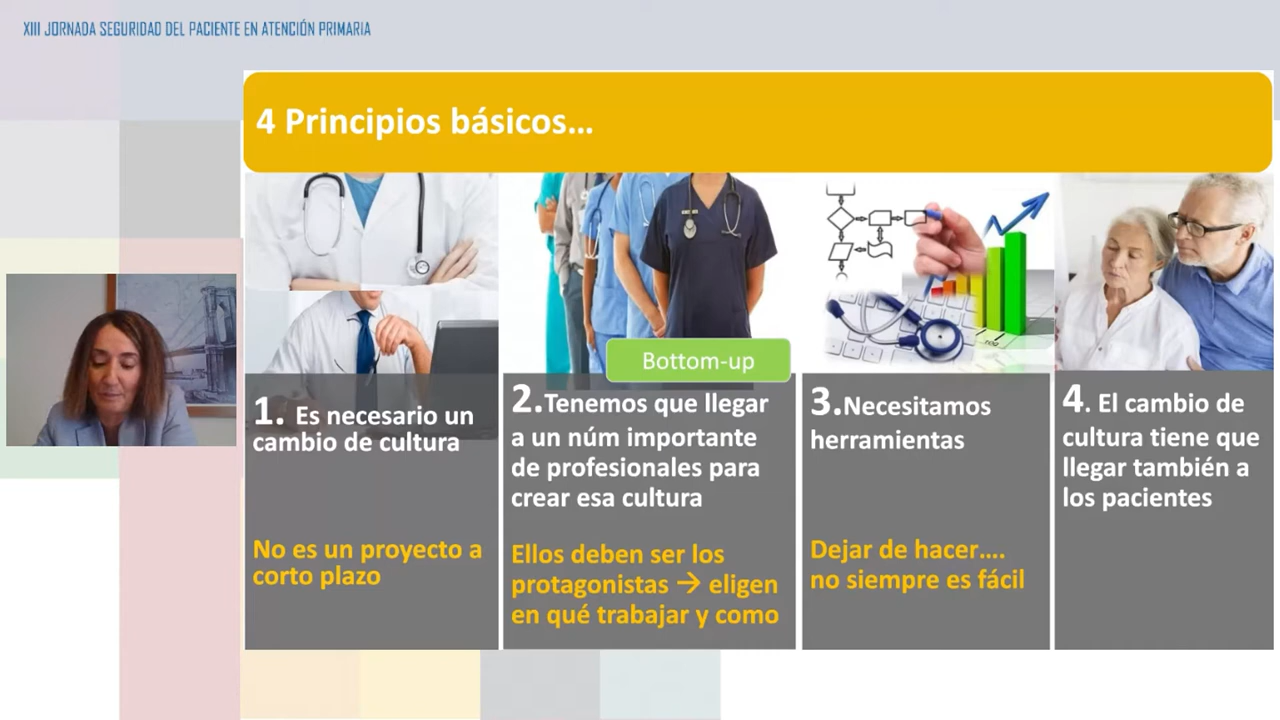 XIII JORNADA SEGURIDAD DEL PACIENTE EN ATENCIÓN PRIMARIA
4 Principios básicos...
1. Es necesario un
cambio de cultura
No es un proyecto a
corto plazo
Bottom-up
2.Tenemos que llegar
a un núm importante
de profesionales para
crear esa cultura
Ellos deben ser los
protagonistas → eligen
en qué trabajar y como
3.Necesitamos
herramientas
Dejar de hacer....
no siempre es fácil
4. El cambio de
cultura tiene que
llegar también a
los pacientes